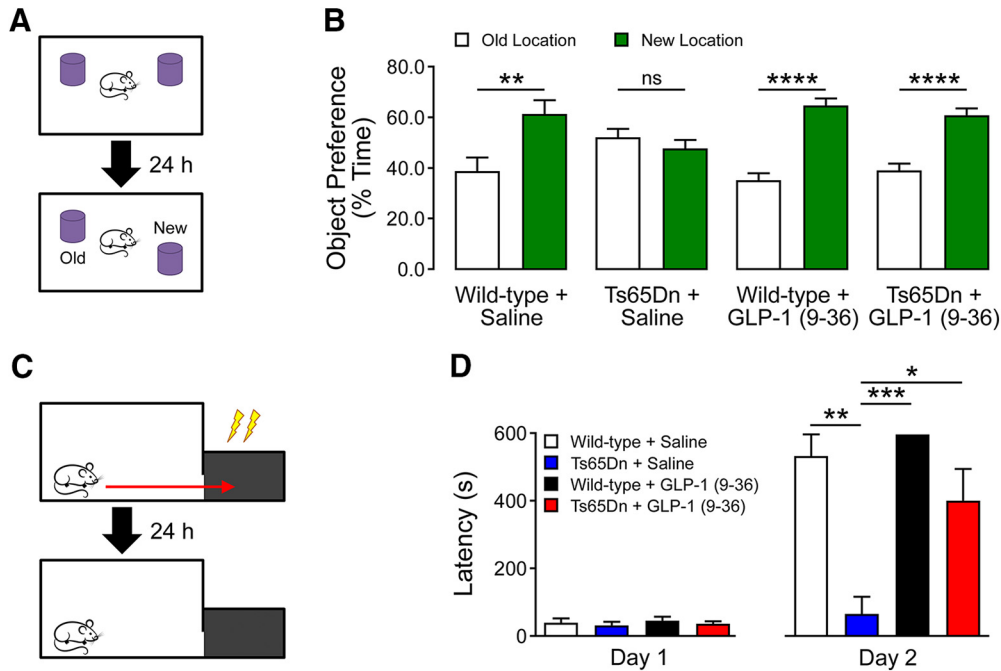 A
24 h
Old
New
B
Old Location
New Location
Object Preference
(% Time)
80.0
60.0
40.0
20.0
0.0
**
ns
****
****
Wild-type +
Saline
Ts65Dn +
Saline
Wild-type +
GLP-1 (9-36)
Ts65Dn +
GLP-1 (9-36)
C
24 h
D
Latency (s)
600
400
200
0
Wild-type + Saline
Ts65Dn + Saline
Wild-type + GLP-1 (9-36)
Ts65Dn + GLP-1 (9-36)
*
***
**
Day 1
Day 2